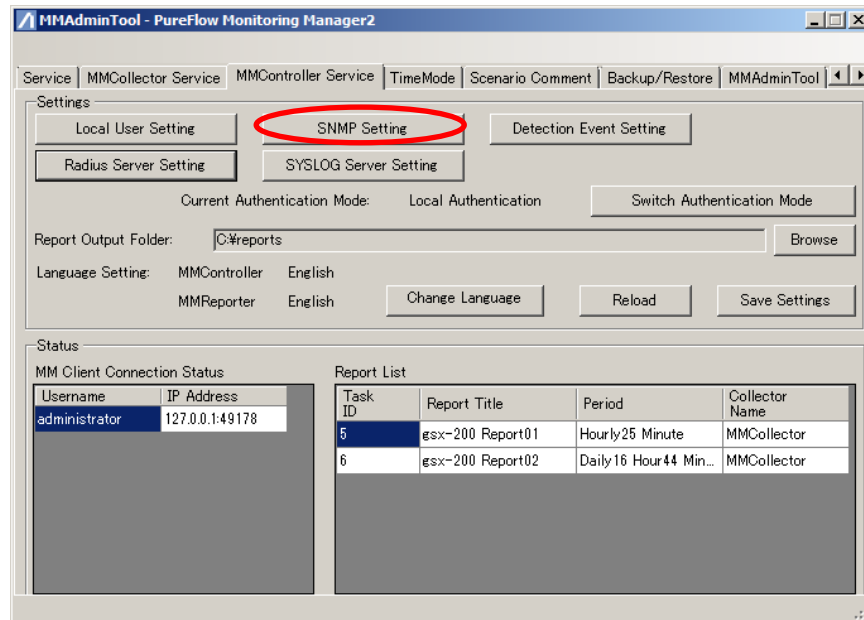 MMAdminTool - PureFlow Monitoring Manager2
Service MMCollector Service MMController Service TimeMode Scenario Comment Backup/Restore MMAdminTool
Settings
Local User Setting SNMP Setting Detection Event Setting
Radius Server Setting SYSLOG Server Setting
Current Authentication Mode: Local Authentication Switch Authentication Mode
Report Output Folder: C:¥reports Browse
Language Setting: MMController English
MMReporter English Change Language Reload Save Settings
Status
MM Client Connection Status
Username IP Address
administrator 127.0.0.1:49178
Report List
Task ID Report Title Period Collector Name
5 gsx-200 Report01 Hourly25 Minute MMCollector
6 gsx-200 Report02 Daily16 Hour44 Min... MMCollector